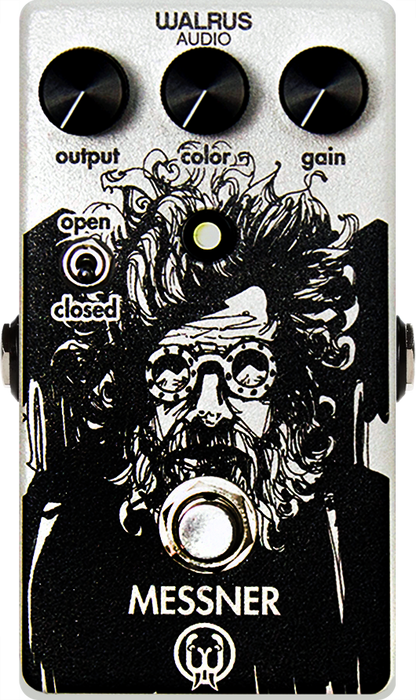 WALRUS
AUDIO
output color gain
open
closed
MESSNER